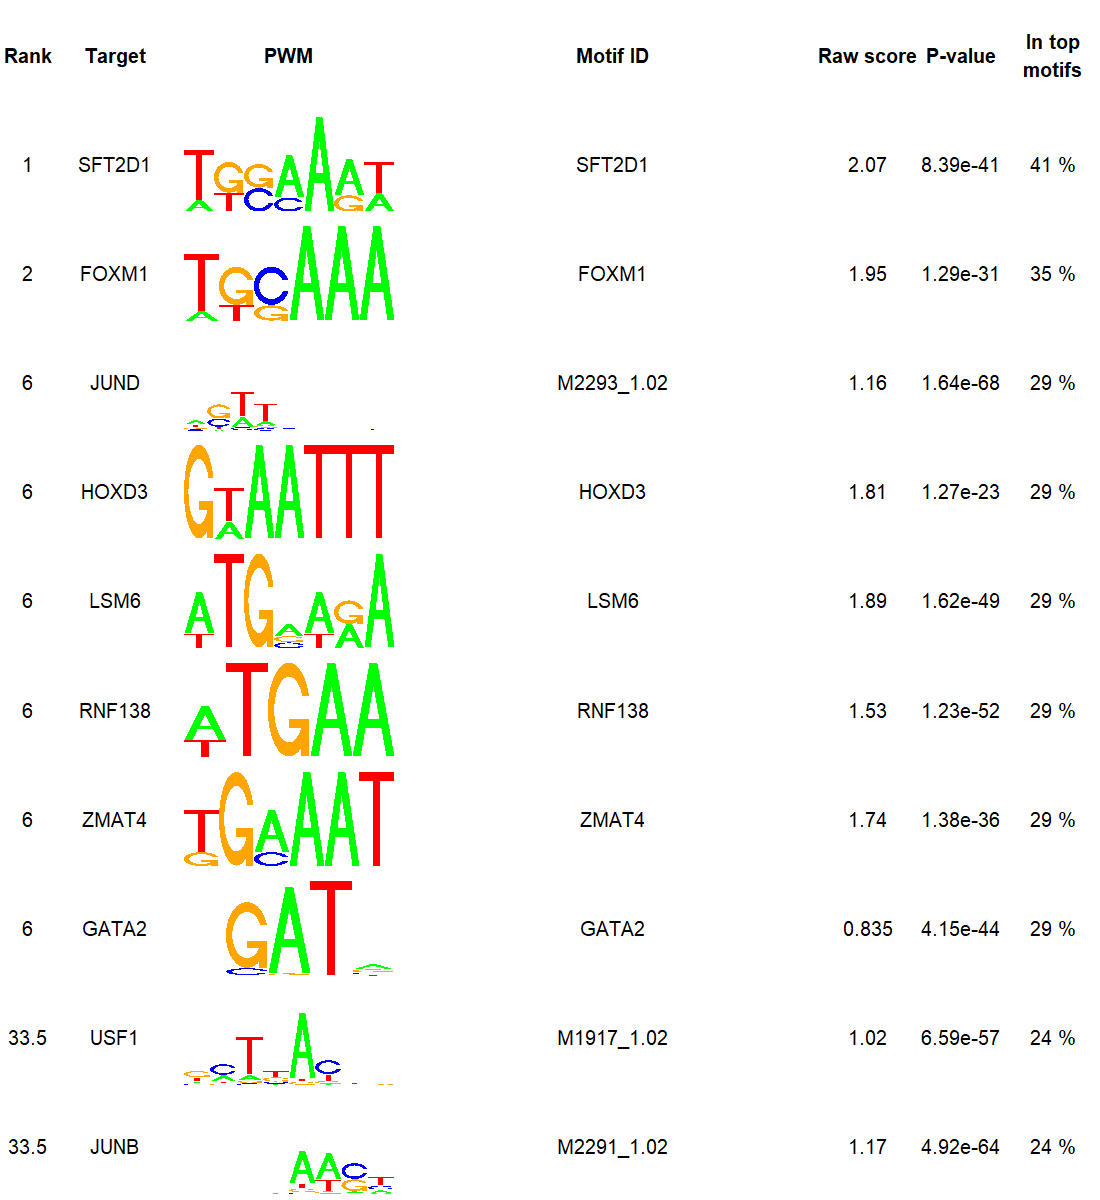 Rank Target PWM Motif ID Raw score P-value In top motifs
1 SFT2D1 SFT2D1 2.07 8.39e-41 41 %
2 FOXM1 FOXM1 1.95 1.29e-31 35 %
6 JUND M2293_1.02 1.16 1.64e-68 29 %
6 HOXD3 HOXD3 1.81 1.27e-23 29 %
6 LSM6 LSM6 1.89 1.62e-49 29 %
6 RNF138 RNF138 1.53 1.23e-52 29 %
6 ZMAT4 ZMAT4 1.74 1.38e-36 29 %
6 GATA2 GATA2 0.835 4.15e-44 29 %
33.5 USF1 M1917_1.02 1.02 6.59e-57 24 %
33.5 JUNB M2291_1.02 1.17 4.92e-64 24 %